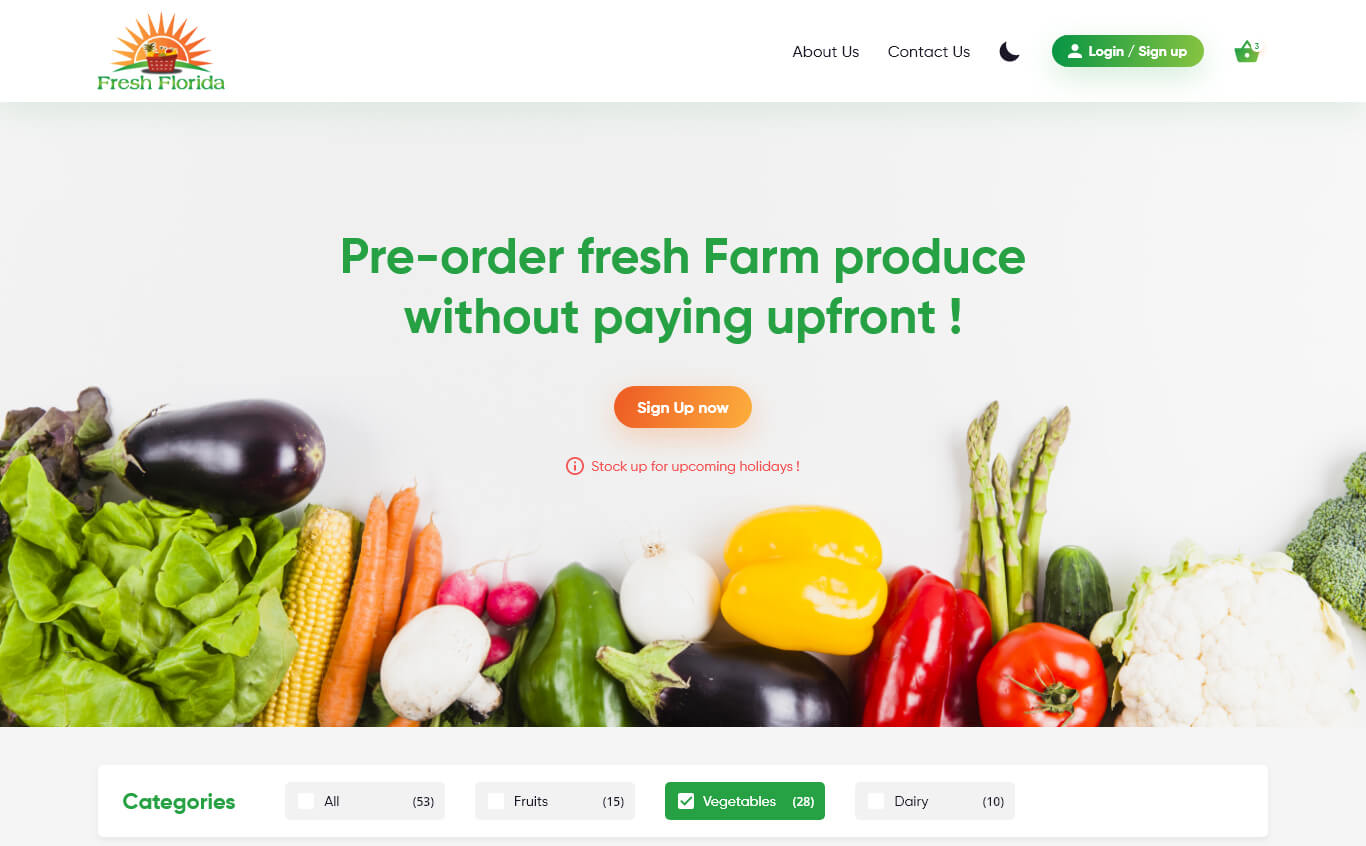 Fresh Florida
About Us
Contact Us
Login / Sign up
3
Pre-order fresh Farm produce
without paying upfront !
Sign Up now
Stock up for upcoming holidays !
Categories
All (53)
Fruits (15)
Vegetables (28)
Dairy (10)